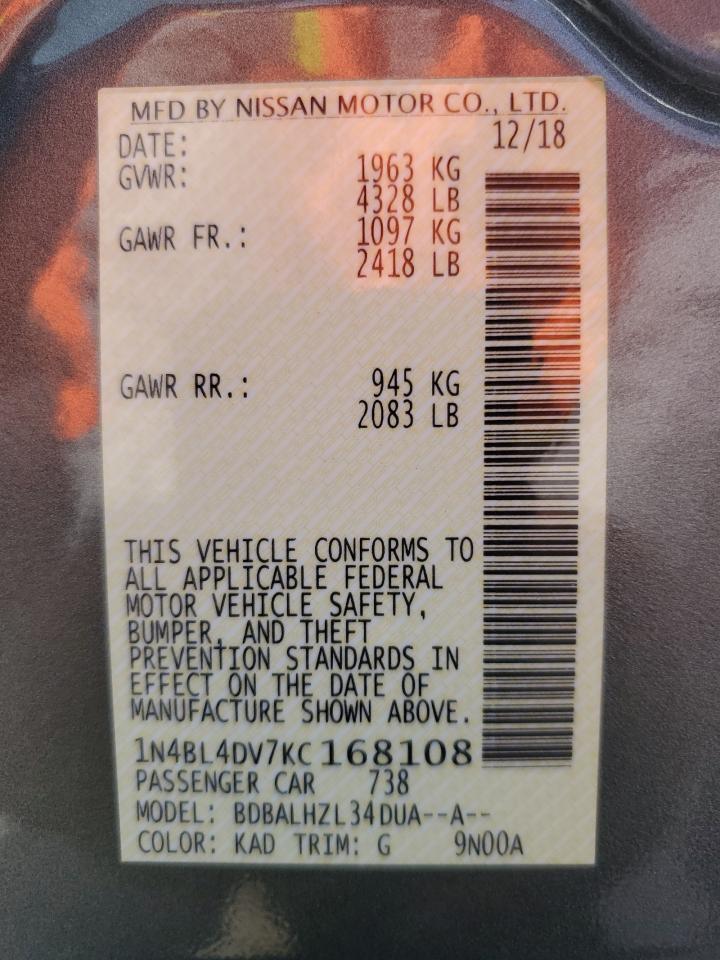 MFD BY NISSAN MOTOR CO., LTD.
DATE: 12/18
GVWR: 1963 KG
4328 LB
GAWR FR.: 1097 KG
2418 LB
GAWR RR.: 945 KG
2083 LB
THIS VEHICLE CONFORMS TO
ALL APPLICABLE FEDERAL
MOTOR VEHICLE SAFETY,
BUMPER, AND THEFT
PREVENTION STANDARDS IN
EFFECT ON THE DATE OF
MANUFACTURE SHOWN ABOVE.
1N4BL4DV7KC168108
PASSENGER CAR 738
MODEL: BDBALHZL34DUA--A--
COLOR: KAD TRIM: G 9N00A